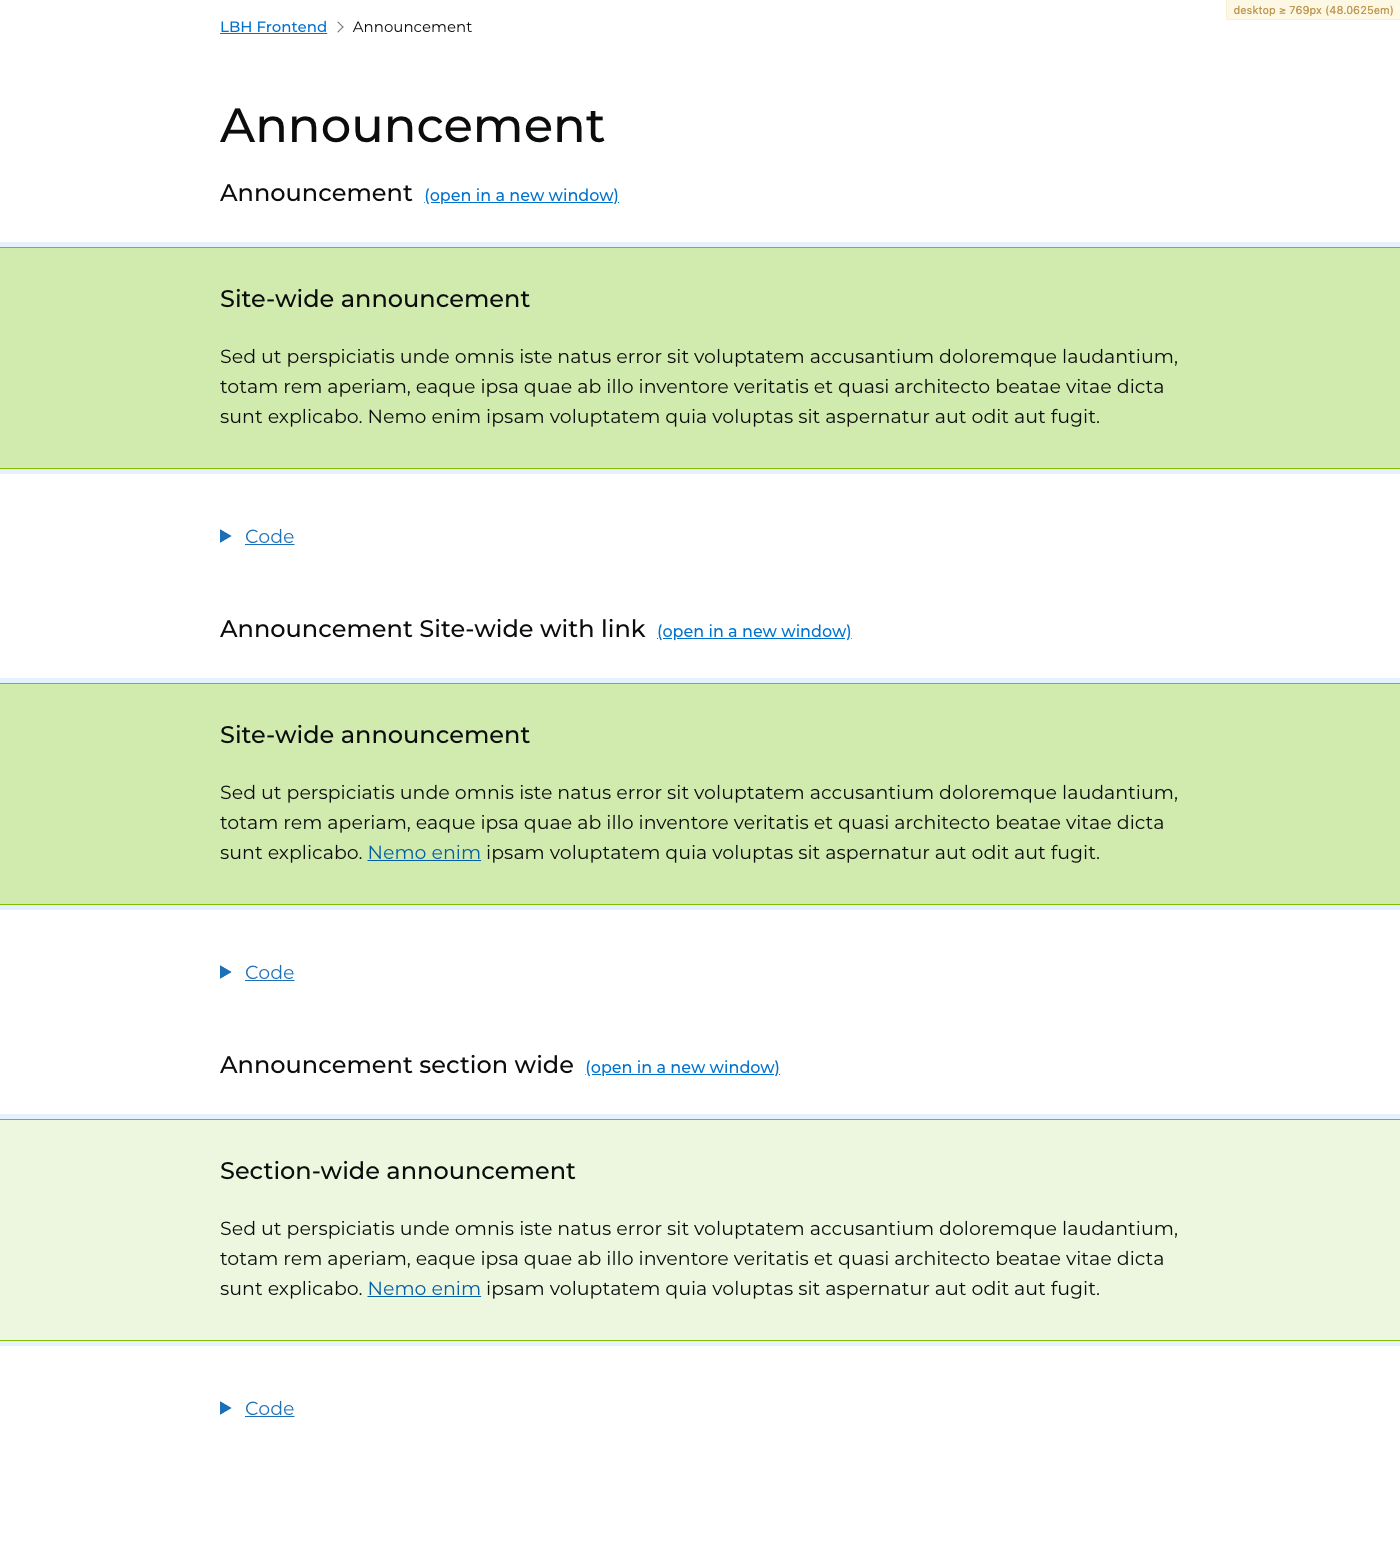 desktop ≥ 769px (48.0625em)
LBH Frontend Announcement
Announcement
Announcement (open in a new window)
Site-wide announcement
Sed ut perspiciatis unde omnis iste natus error sit voluptatem accusantium doloremque laudantium,
totam rem aperiam, eaque ipsa quae ab illo inventore veritatis et quasi architecto beatae vitae dicta
sunt explicabo. Nemo enim ipsam voluptatem quia voluptas sit aspernatur aut odit aut fugit.
Code
Announcement Site-wide with link (open in a new window)
Site-wide announcement
Sed ut perspiciatis unde omnis iste natus error sit voluptatem accusantium doloremque laudantium,
totam rem aperiam, eaque ipsa quae ab illo inventore veritatis et quasi architecto beatae vitae dicta
sunt explicabo. Nemo enim ipsam voluptatem quia voluptas sit aspernatur aut odit aut fugit.
Code
Announcement section wide (open in a new window)
Section-wide announcement
Sed ut perspiciatis unde omnis iste natus error sit voluptatem accusantium doloremque laudantium,
totam rem aperiam, eaque ipsa quae ab illo inventore veritatis et quasi architecto beatae vitae dicta
sunt explicabo. Nemo enim ipsam voluptatem quia voluptas sit aspernatur aut odit aut fugit.
Code